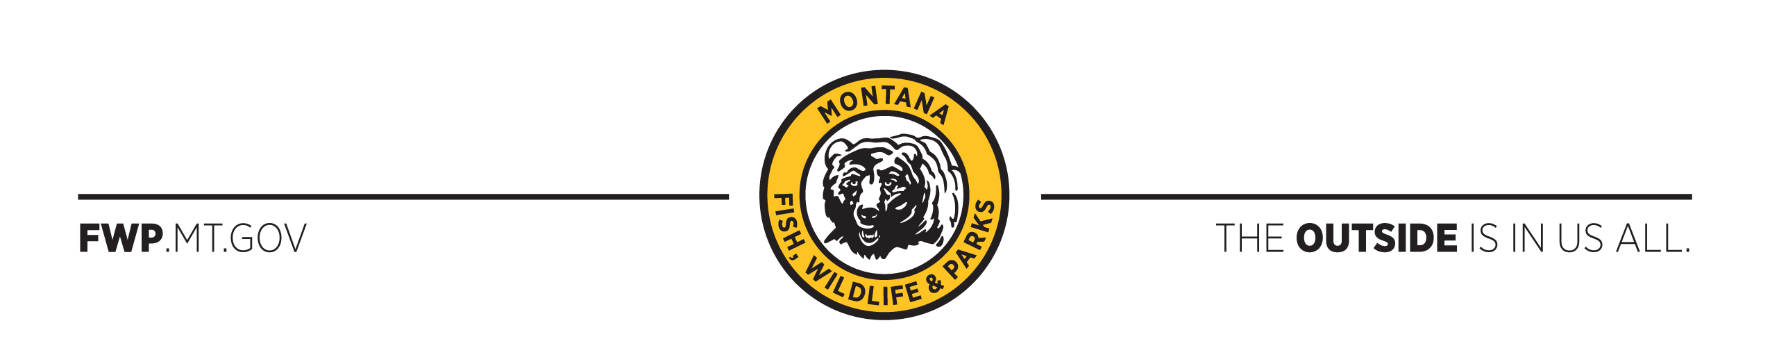 MONTANA
FISH, WILDLIFE & PARKS
FWP.MT.GOV
THE OUTSIDE IS IN US ALL.